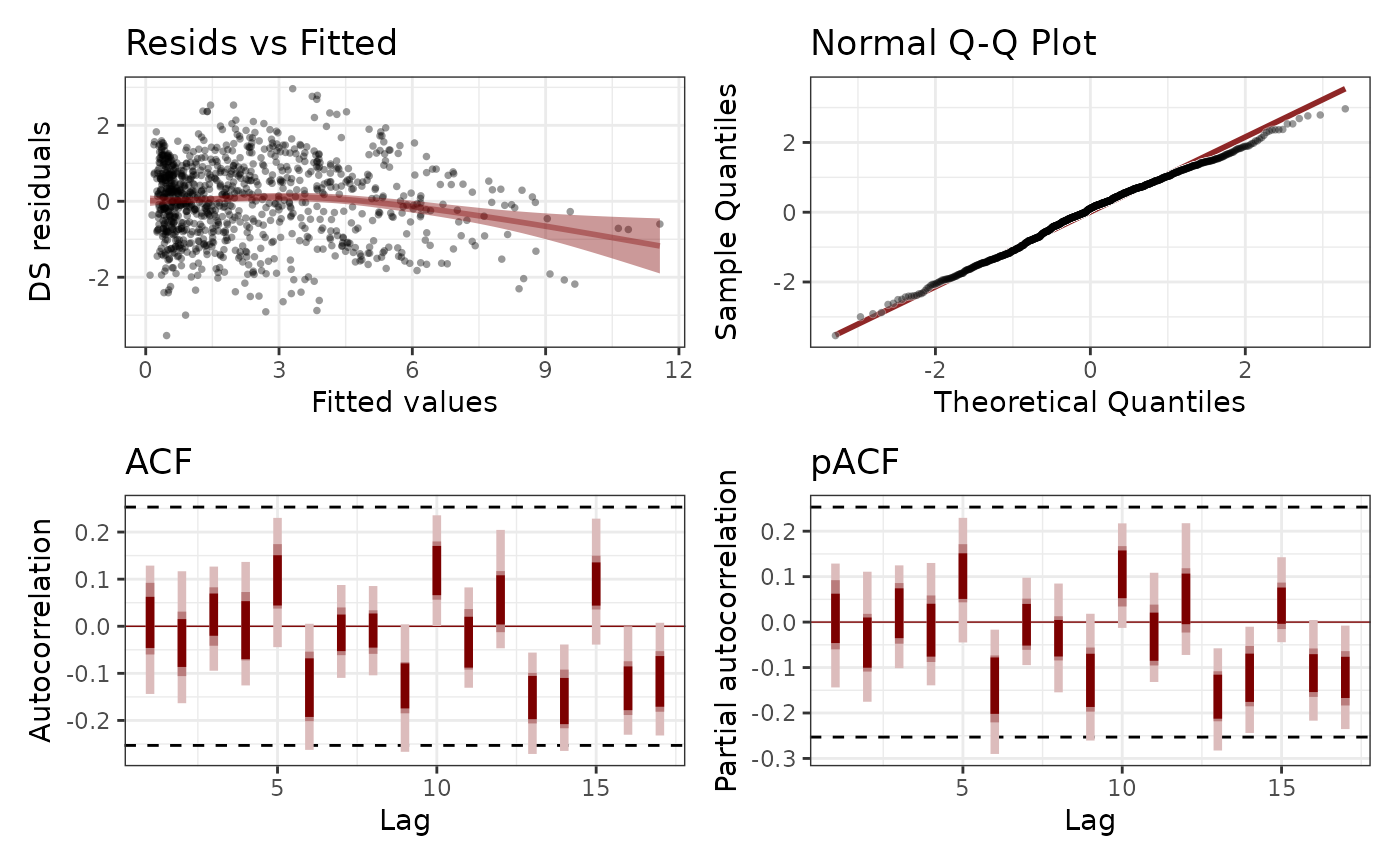 Resids vs Fitted
DS residuals
2
0
-2
0
3
6
9
12
Fitted values
Normal Q-Q Plot
Sample Quantiles
2
0
-2
-2
0
2
Theoretical Quantiles
ACF
Autocorrelation
0.2
0.1
0.0
-0.1
-0.2
5
10
15
Lag
pACF
Partial autocorrelation
0.2
0.1
0.0
-0.1
-0.2
-0.3
5
10
15
Lag